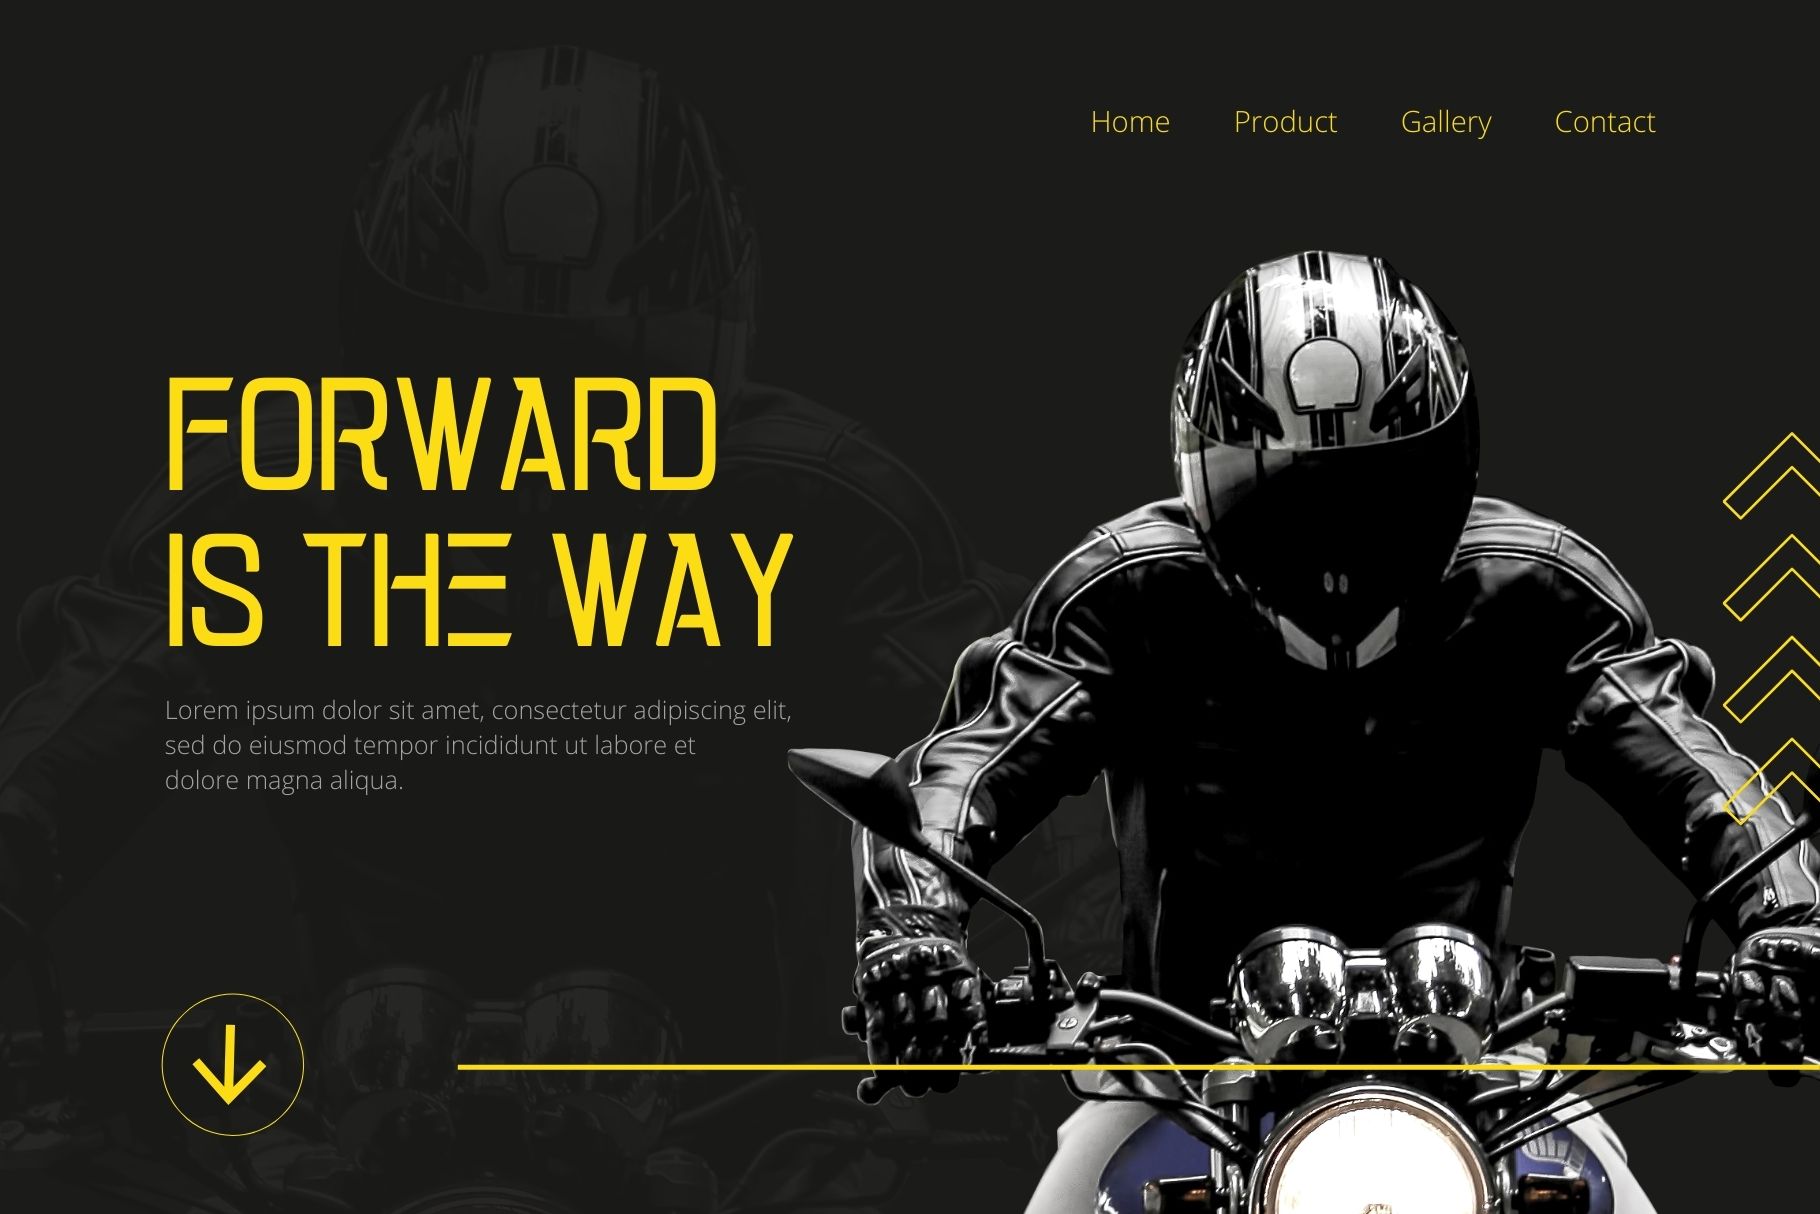 Home Product Gallery Contact
FORWARD
IS THE WAY
Lorem ipsum dolor sit amet, consectetur adipiscing elit,
sed do eiusmod tempor incididunt ut labore et
dolore magna aliqua.